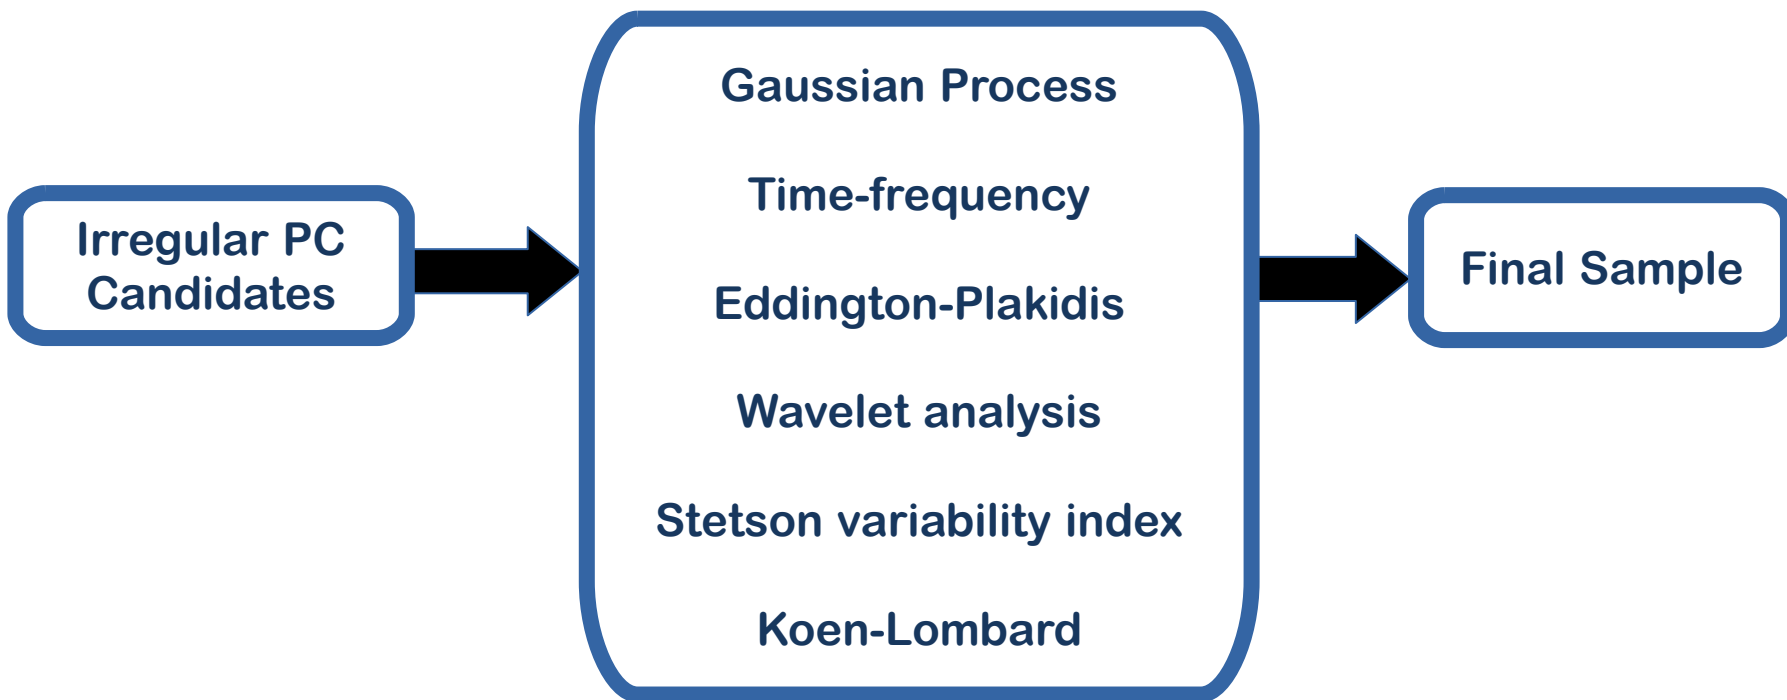 Irregular PC
Candidates
Gaussian Process
Time-frequency
Eddington-Plakidis
Wavelet analysis
Stetson variability index
Koen-Lombard
Final Sample